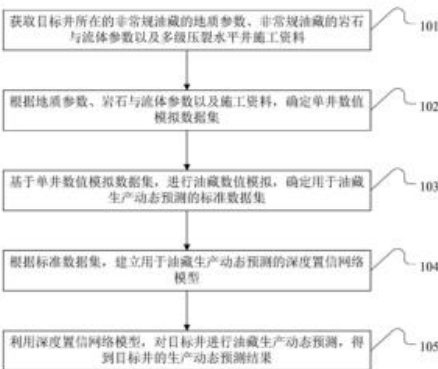 获取目标井所在的非常规油藏的地质参数、非常规油藏的岩石
与流体参数以及多级压裂水平井施工资料
101
根据地质参数、岩石与流体参数以及施工资料，确定单井数值
模拟数据集
102
基于单井数值模拟数据集，进行油藏数值模拟，确定用于油藏
生产动态预测的标准数据集
103
根据标准数据集，建立用于油藏生产动态预测的深度置信网络
模型
104
利用深度置信网络模型，对目标井进行油藏生产动态预测，得
到目标井的生产动态预测结果
105